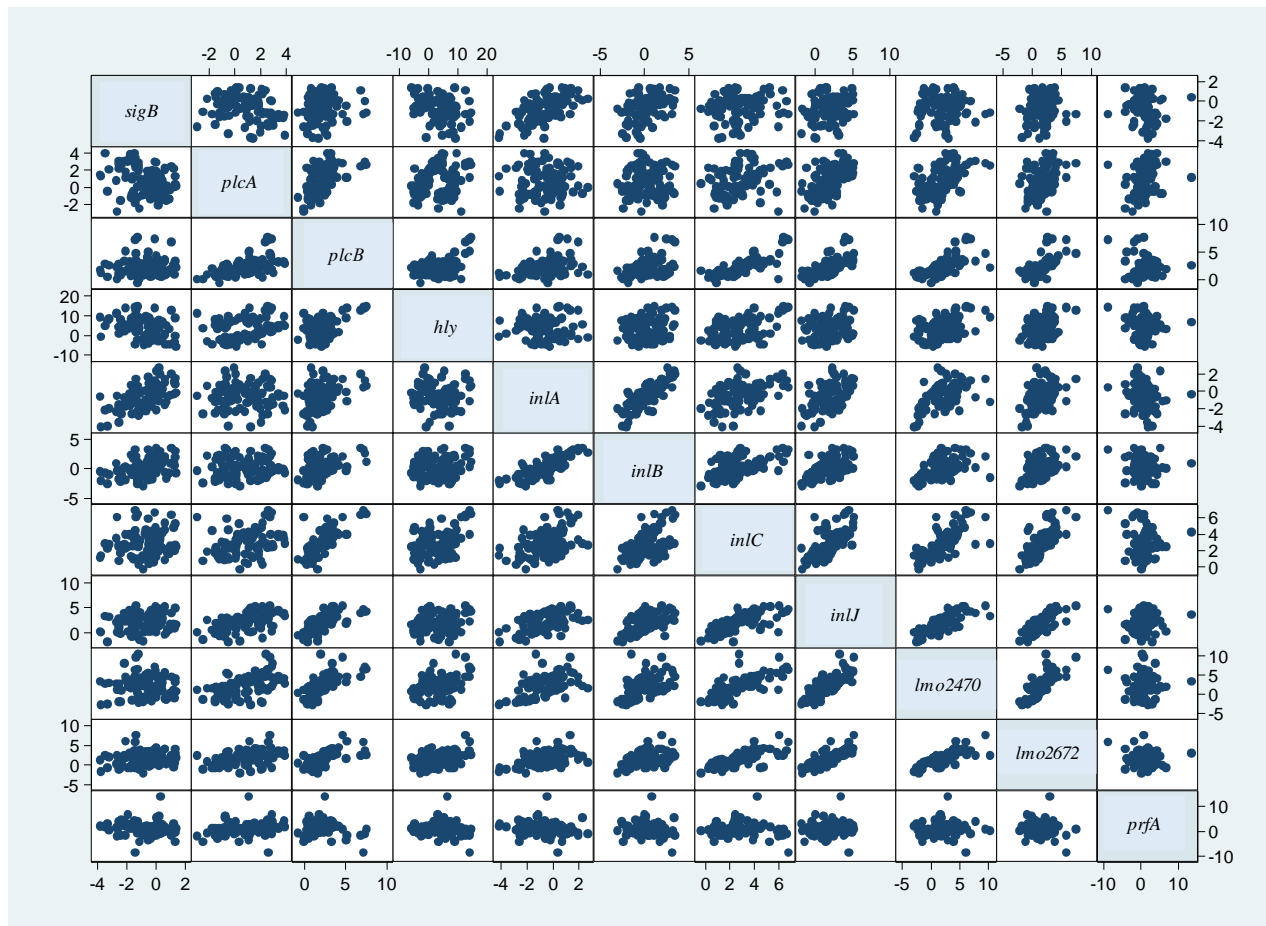 -2 0 2 4 -10 0 10 20 -5 0 5 0 5 10 -5 0 5 10
sigB 2 0 -2 -4
4 2 0 -2 plcA
plcB 10 5 0
20 10 0 -10 hly
inlA 2 0 -2 -4
5 0 -5 inlB
inlC 6 4 2 0
10 5 0 inlJ
lmo2470 10 5 0 -5
10 5 0 -5 lmo2672
prfA 10 0 -10
-4 -2 0 2 0 5 10 -4 -2 0 2 0 2 4 6 -5 0 5 10 -10 0 10